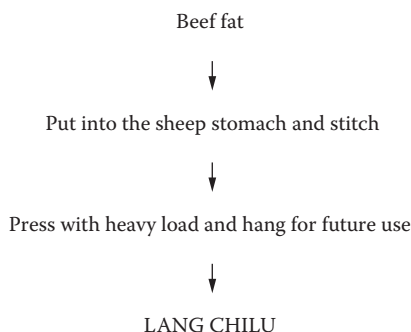 Beef fat
Put into the sheep stomach and stitch
Press with heavy load and hang for future use
LANG CHILU